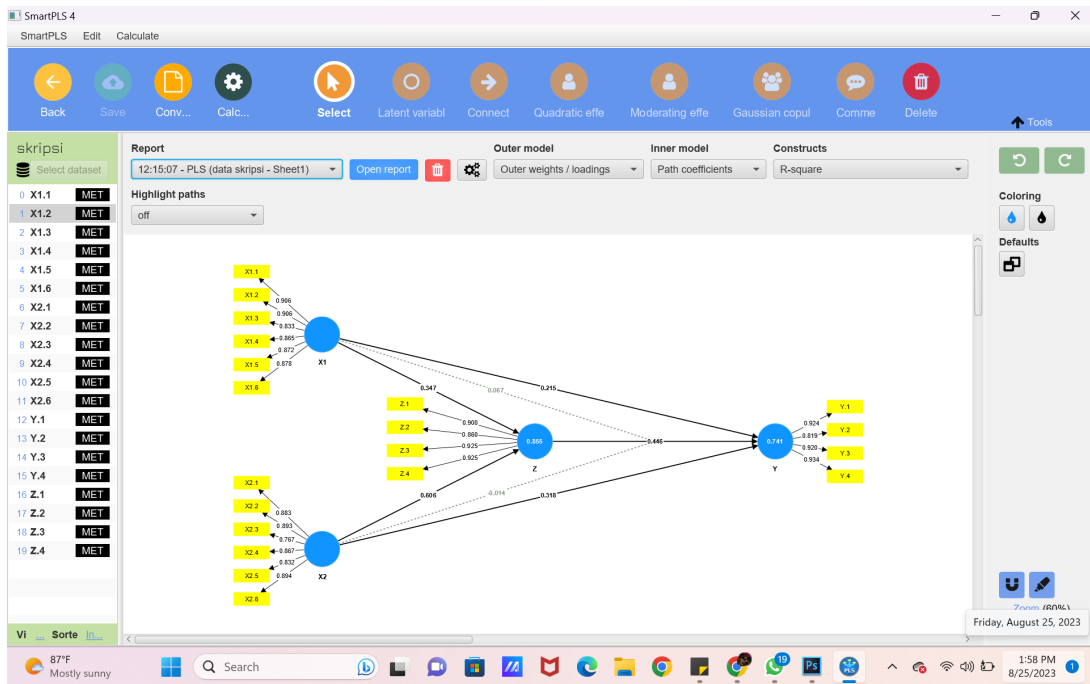 SmartPLS 4
SmartPLS Edit Calculate
Back Save Conv... Calc... Select Latent variabl Connect Quadratic effe Moderating effe Gaussian copul Comme Delete
Tools
skripsi
Select dataset
0 X1.1 MET
1 X1.2 MET
2 X1.3 MET
3 X1.4 MET
4 X1.5 MET
5 X1.6 MET
6 X2.1 MET
7 X2.2 MET
8 X2.3 MET
9 X2.4 MET
10 X2.5 MET
11 X2.6 MET
12 Y.1 MET
13 Y.2 MET
14 Y.3 MET
15 Y.4 MET
16 Z.1 MET
17 Z.2 MET
18 Z.3 MET
19 Z.4 MET
Vi ... Sorte In...
Report Outer model Inner model Constructs
12:15:07 - PLS (data skripsi - Sheet1) Open report Outer weights / loadings Path coefficients R-square
Highlight paths
off
X1.1
X1.2
0.906
0.906
X1.3
0.833
X1.4
0.865
0.872
X1.5
0.878
X1.6
X1
0.347
0.067
0.215
Z.1
Z.2
Z.3
Z.4
0.900
0.860
0.925
0.925
0.855
Z
0.446
0.741
Y
0.924
0.819
0.920
0.934
Y.1
Y.2
Y.3
Y.4
0.606
-0.014
0.318
X2.1
X2.2
0.883
0.893
X2.3
0.767
X2.4
0.867
0.832
X2.5
0.894
X2.6
X2
Coloring
Defaults
Zoom (60%)
Friday, August 25, 2023
87°F
Mostly sunny
Search
19
Ps
PLS
1:58 PM
8/25/2023
1